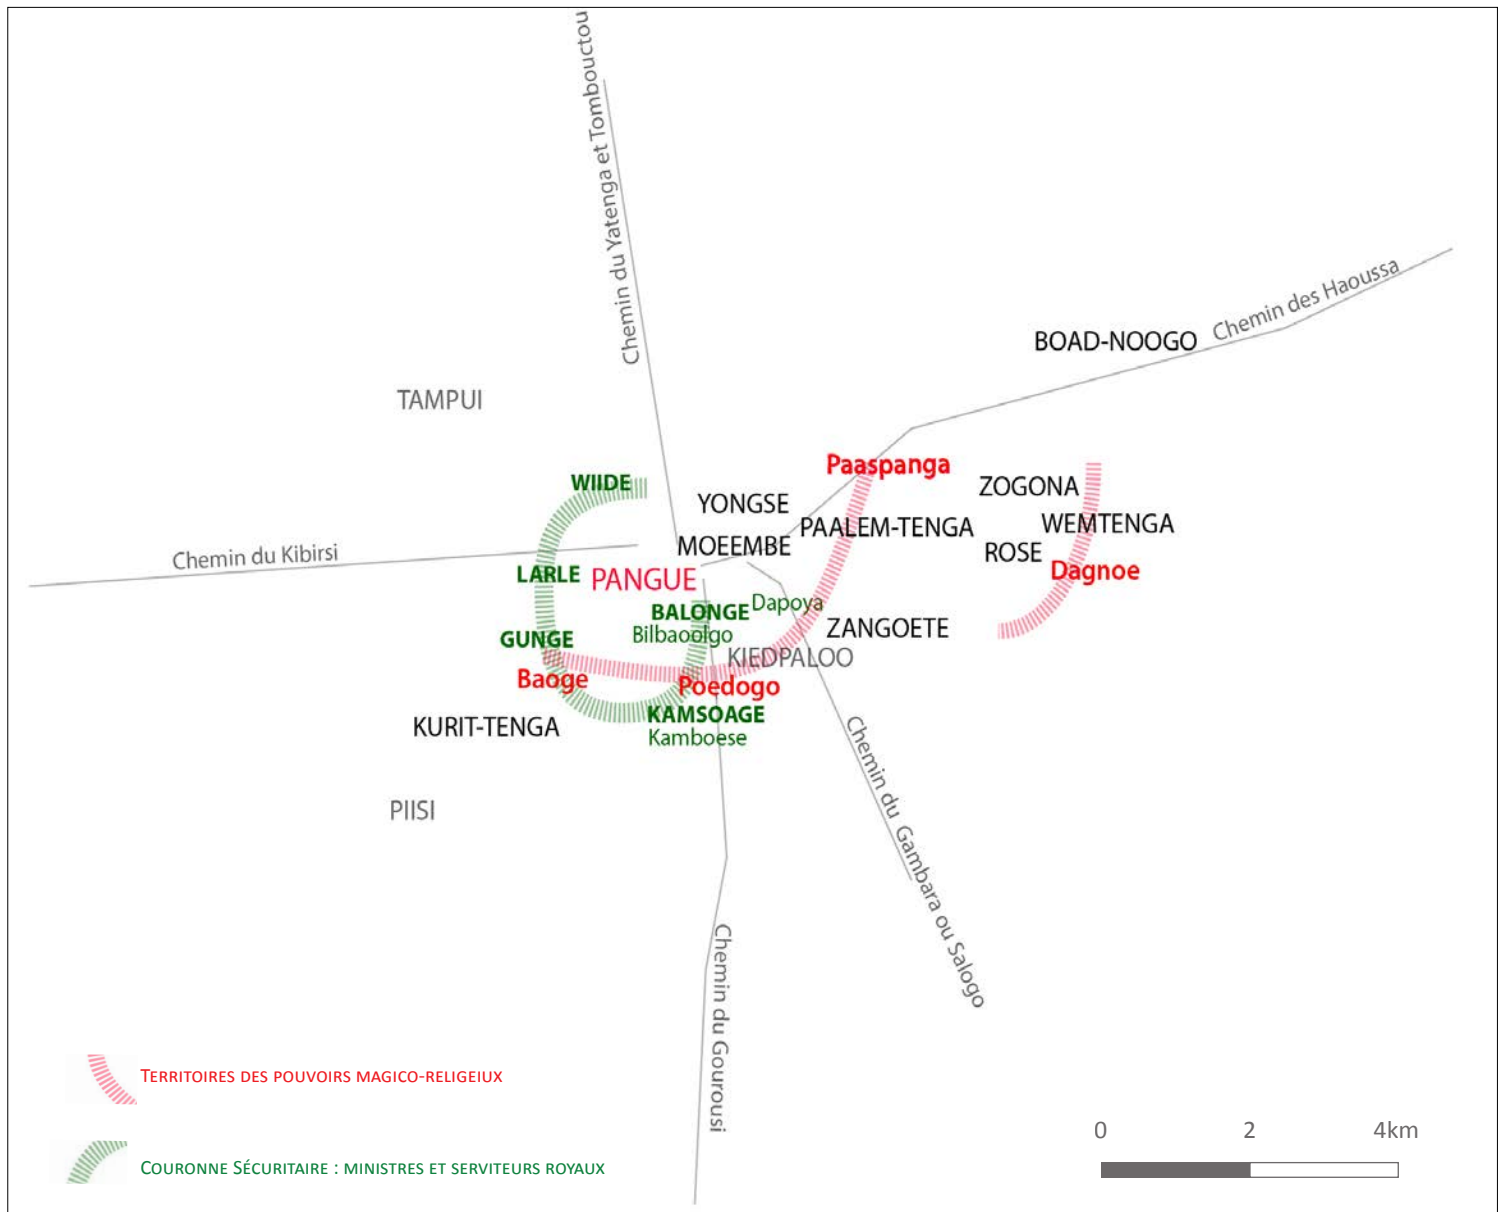 Chemin du Yatenga et Tombouctou
Chemin des Haoussa
BOAD-NOOGO
TAMPUI
Paaspanga
WIIDE
ZOGONA
YONGSE
PAALEM-TENGA
WEMTENGA
MOEEMBE
ROSE
Chemin du Kibirsi
Dagnoe
LARLE
PANGUE
BALONGE
Dapoya
Bilbaoolgo
ZANGOETE
GUNGE
KIEDPALOO
Baoge
Poedogo
KAMSOAGE
Kamboese
KURIT-TENGA
Chemin du Gambara ou Salogo
PIISI
Chemin du Gourousi
TERRITOIRES DES POUVOIRS MAGICO-RELIGEIUX
COURONNE SÉCURITAIRE : MINISTRES ET SERVITEURS ROYAUX
0 2 4km